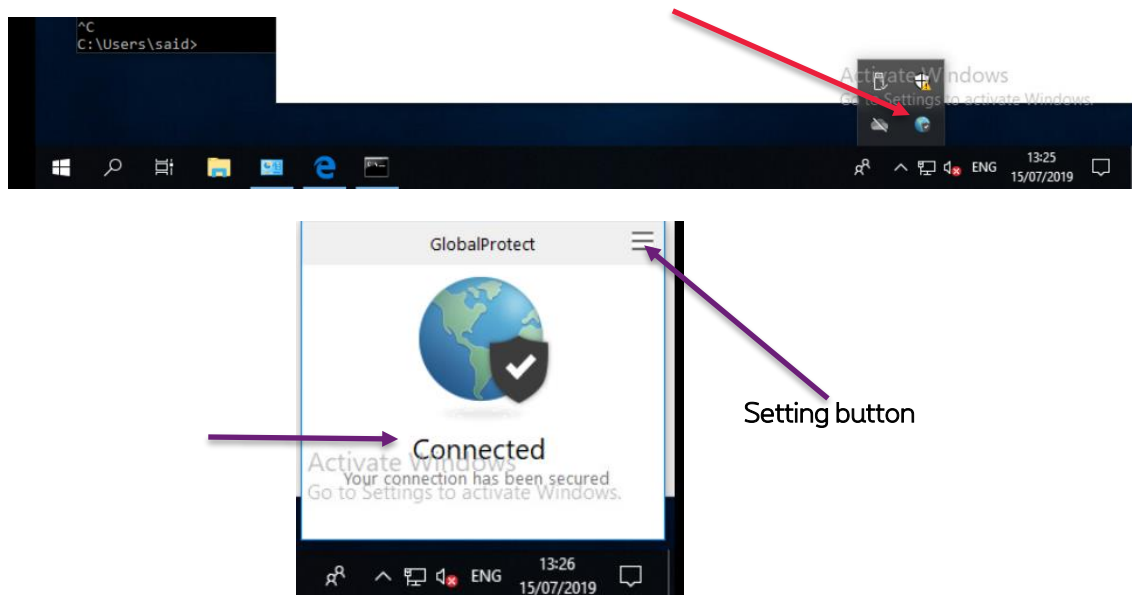 ^C
C:\Users\said>
Activate Windows
Go to Settings to activate Windows.
ENG
13:25
15/07/2019
GlobalProtect
Setting button
Connected
Activate Windows
Your connection has been secured
Go to Settings to activate Windows.
ENG
13:26
15/07/2019